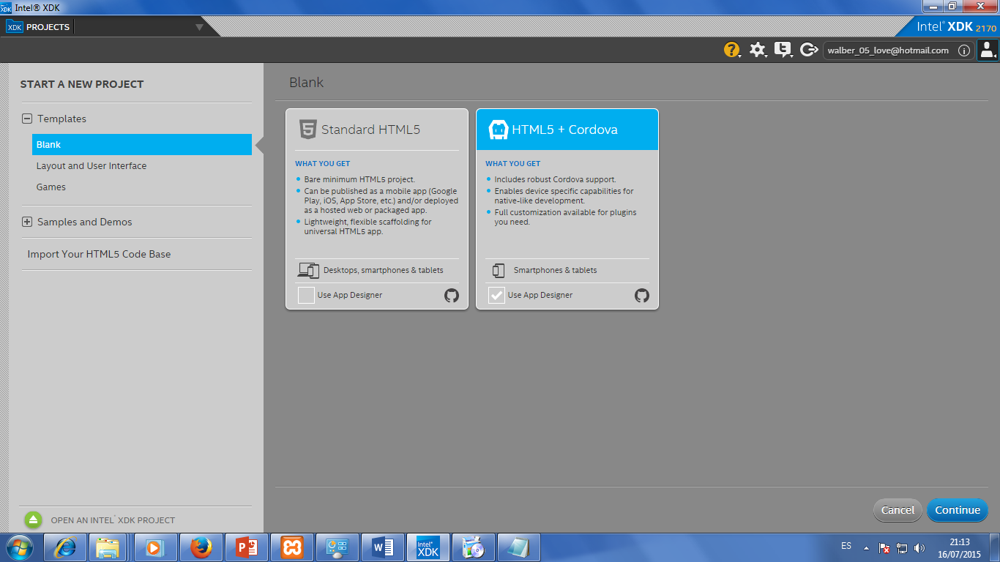 Intel® XDK
XDK PROJECTS
Intel® XDK 2170
walber_05_love@hotmail.com
START A NEW PROJECT
Templates
Blank
Layout and User Interface
Games
Samples and Demos
Import Your HTML5 Code Base
OPEN AN INTEL® XDK PROJECT
Blank
Standard HTML5
WHAT YOU GET
Bare minimum HTML5 project.
Can be published as a mobile app (Google
Play, iOS, App Store, etc.) and/or deployed
as a hosted web or packaged app.
Lightweight, flexible scaffolding for
universal HTML5 app.
Desktops, smartphones & tablets
Use App Designer
HTML5 + Cordova
WHAT YOU GET
Includes robust Cordova support.
Enables device specific capabilities for
native-like development.
Full customization available for plugins
you need.
Smartphones & tablets
Use App Designer
Cancel
Continue
intel® XDK
ES
21:13
16/07/2015